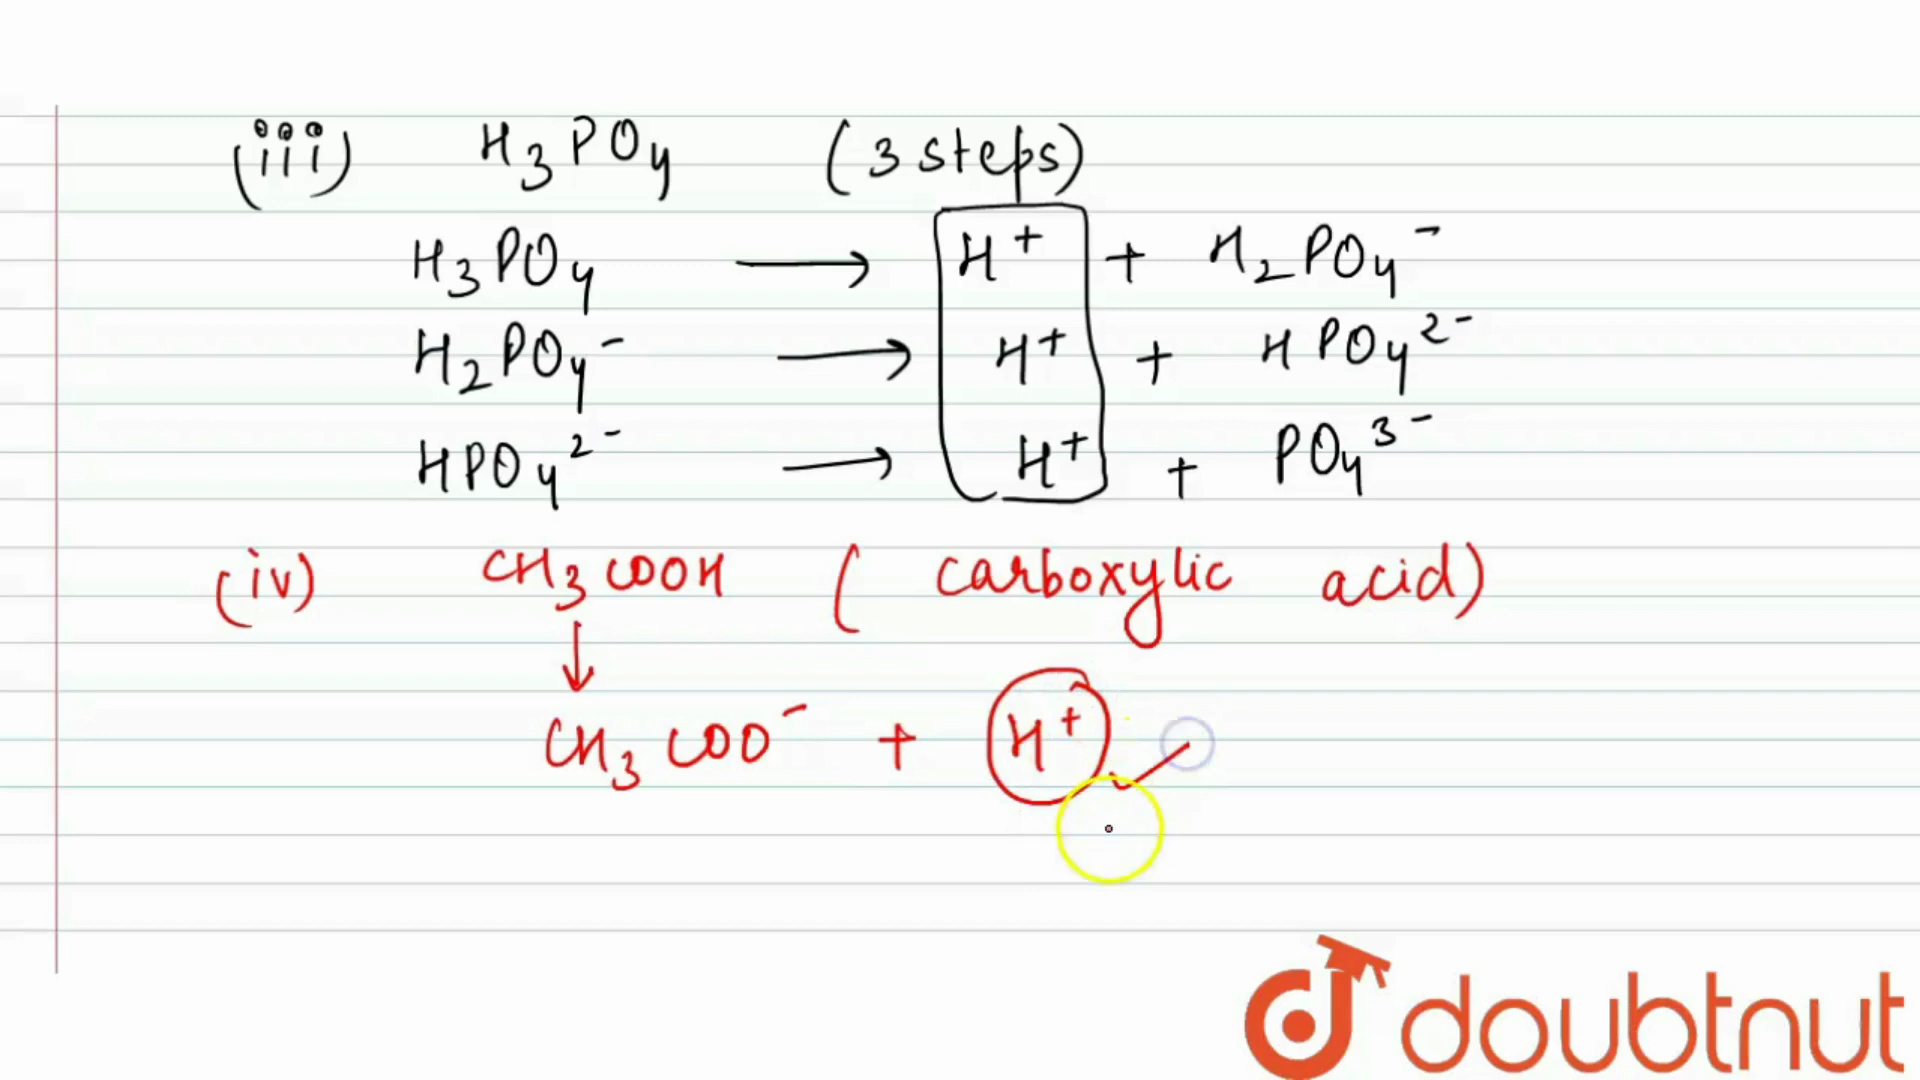 (iii) H₃PO₄ (3 steps)
H₃PO₄ ⟶ H⁺ + H₂PO₄⁻
H₂PO₄⁻ ⟶ H⁺ + HPO₄²⁻
HPO₄²⁻ ⟶ H⁺ + PO₄³⁻
(iv) CH₃COOH (carboxylic acid)
↓
CH₃COO⁻ + H⁺
doubtnut